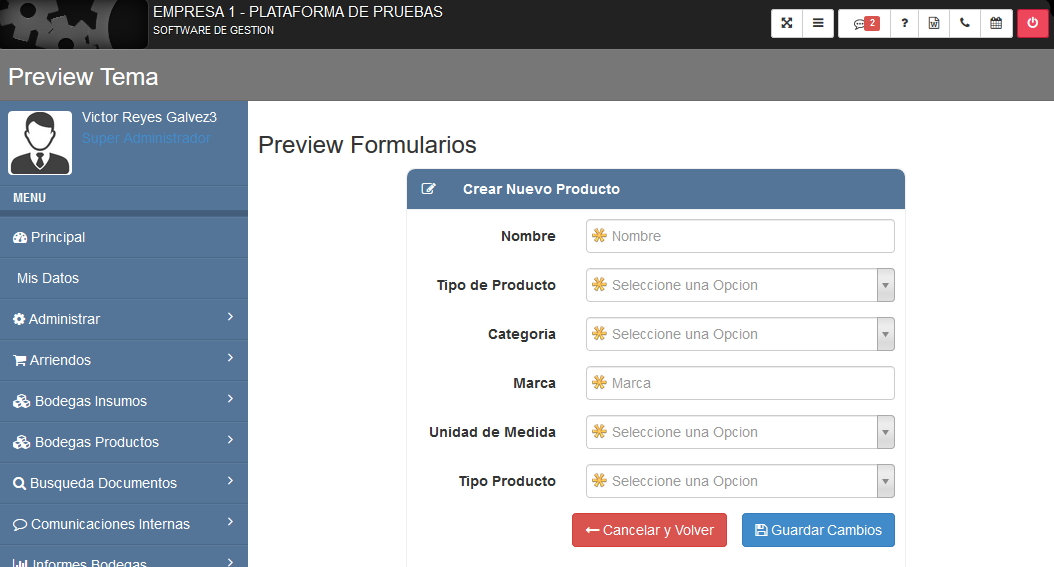 EMPRESA 1 - PLATAFORMA DE PRUEBAS
SOFTWARE DE GESTION
2
?
Preview Tema
Victor Reyes Galvez3
Super Administrador
MENU
Principal
Mis Datos
Administrar
Arriendos
Bodegas Insumos
Bodegas Productos
Busqueda Documentos
Comunicaciones Internas
Informes Bodegas
Preview Formularios
Crear Nuevo Producto
Nombre Nombre
Tipo de Producto Seleccione una Opcion
Categoria Seleccione una Opcion
Marca Marca
Unidad de Medida Seleccione una Opcion
Tipo Producto Seleccione una Opcion
Cancelar y Volver Guardar Cambios